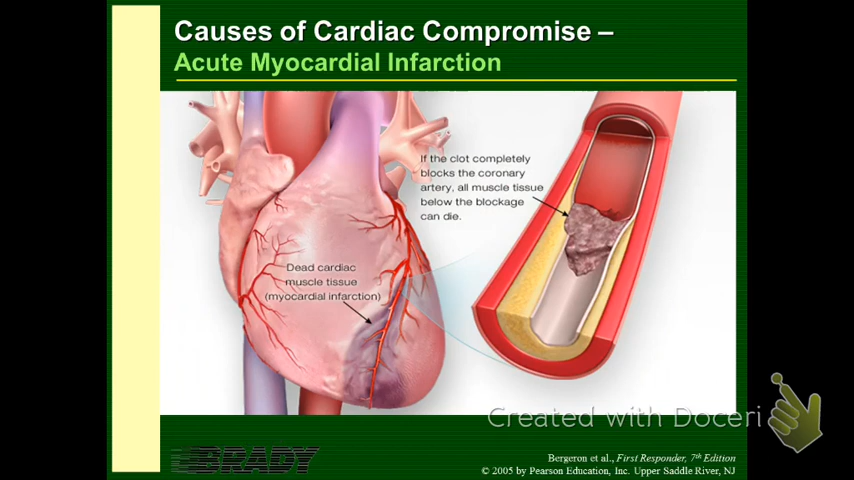 Causes of Cardiac Compromise –
Acute Myocardial Infarction
If the clot completely
blocks the coronary
artery, all muscle tissue
below the blockage
can die.
Dead cardiac
muscle tissue
(myocardial infarction)
Created with Doceri
BRADY
Bergeron et al., First Responder, 7th Edition
© 2005 by Pearson Education, Inc. Upper Saddle River, NJ